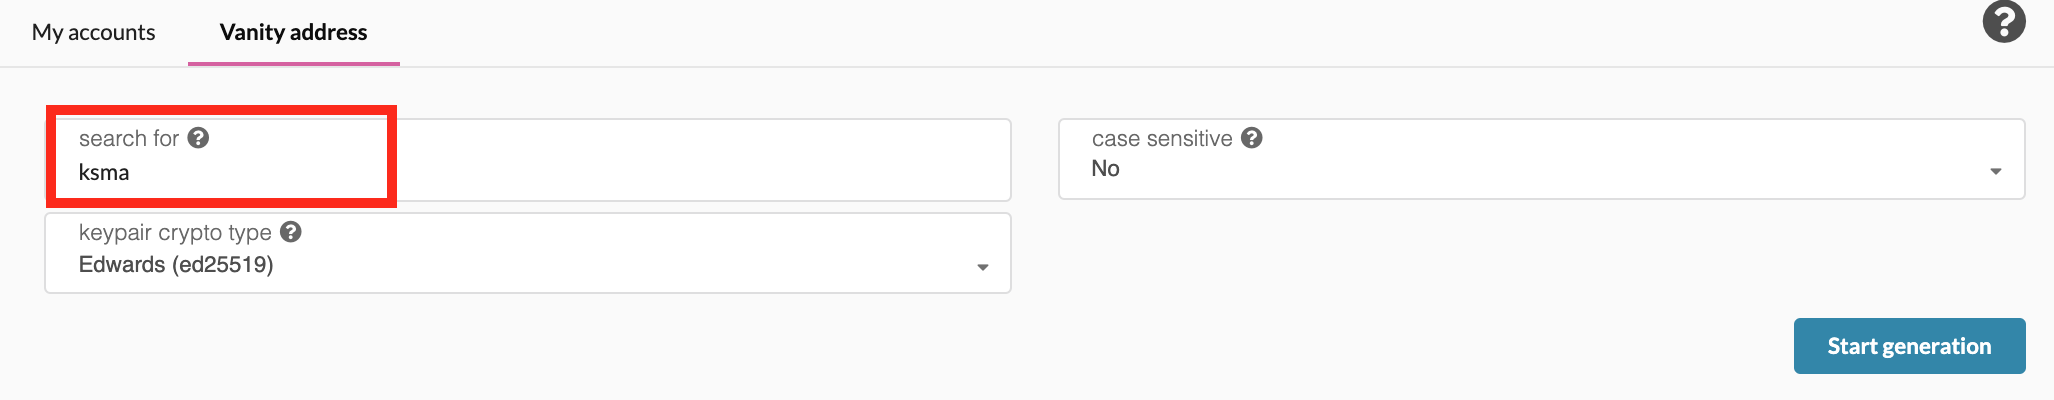 My accounts
Vanity address
search for
ksma
case sensitive
No
keypair crypto type
Edwards (ed25519)
Start generation